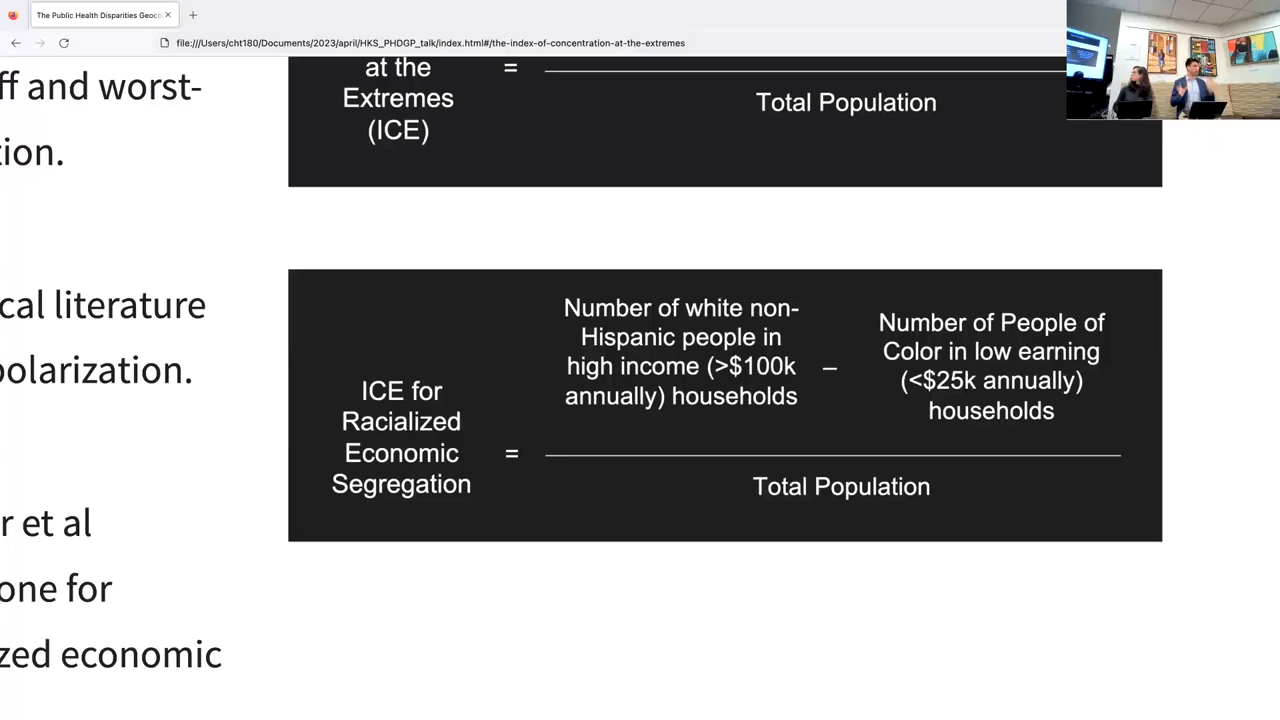 The Public Health Disparities Geoco
file:///Users/cht180/Documents/2023/april/HKS_PHDGP_talk/index.html#/the-index-of-concentration-at-the-extremes
ff and worst-
tion.
cal literature
polarization.
r et al
one for
zed economic
at the
Extremes
(ICE)
=
Total Population
ICE for
Racialized
Economic
Segregation
=
Number of white non-
Hispanic people in
high income (>$100k
annually) households
–
Number of People of
Color in low earning
(<$25k annually)
households
Total Population